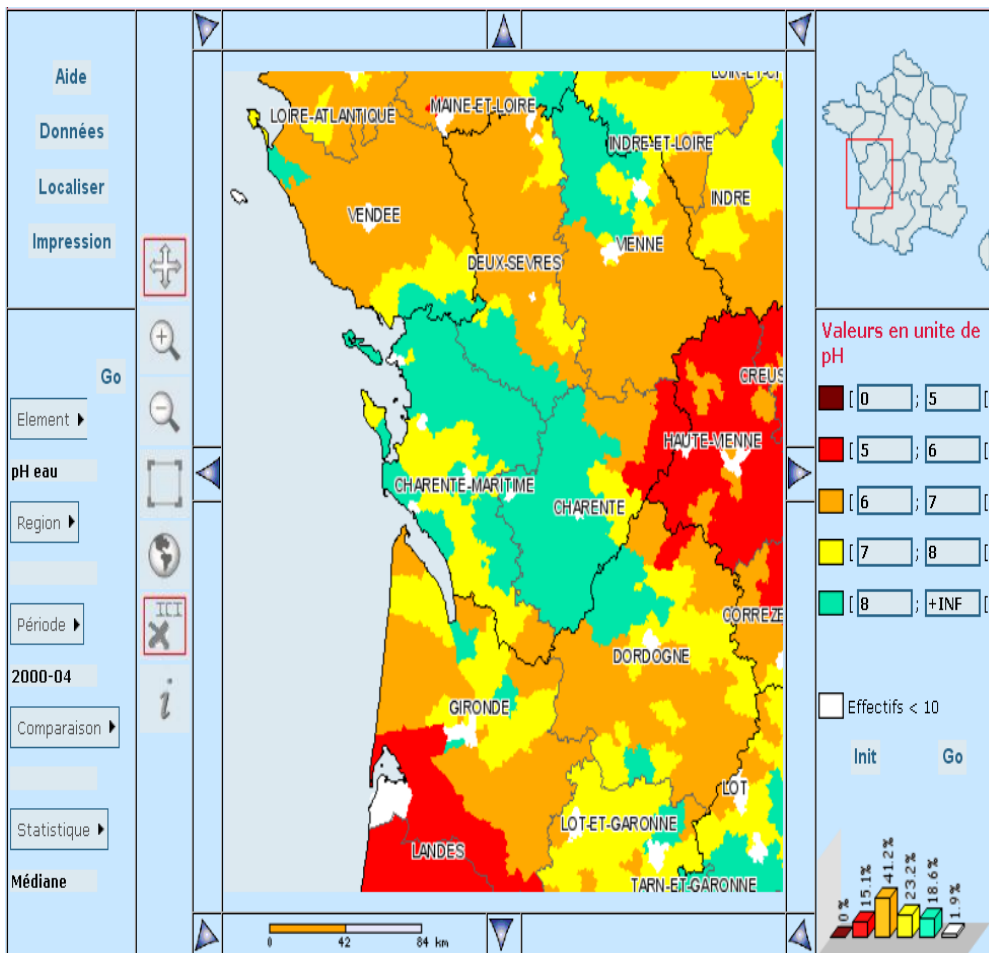 Aide
Données
Localiser
Impression
Go
Element
pH eau
Region
Période
2000-04
Comparaison
Statistique
Médiane
ICI
i
LOIRE-ATLANTIQUE
MAINE-ET-LOIRE
INDRE-ET-LOIRE
INDRE
VENDEE
VIENNE
DEUX-SEVRES
HAUTE-VIENNE
CHARENTE-MARITIME
CHARENTE
DORDOGNE
GIRONDE
LOT
LOT-ET-GARONNE
LANDES
TARN-ET-GARONNE
0 42 84 km
Valeurs en unite de
pH
[ 0 ; 5 [
[ 5 ; 6 [
[ 6 ; 7 [
[ 7 ; 8 [
[ 8 ; +INF [
Effectifs < 10
Init Go
0% 15.1% 41.2% 23.2% 18.6% 1.9%